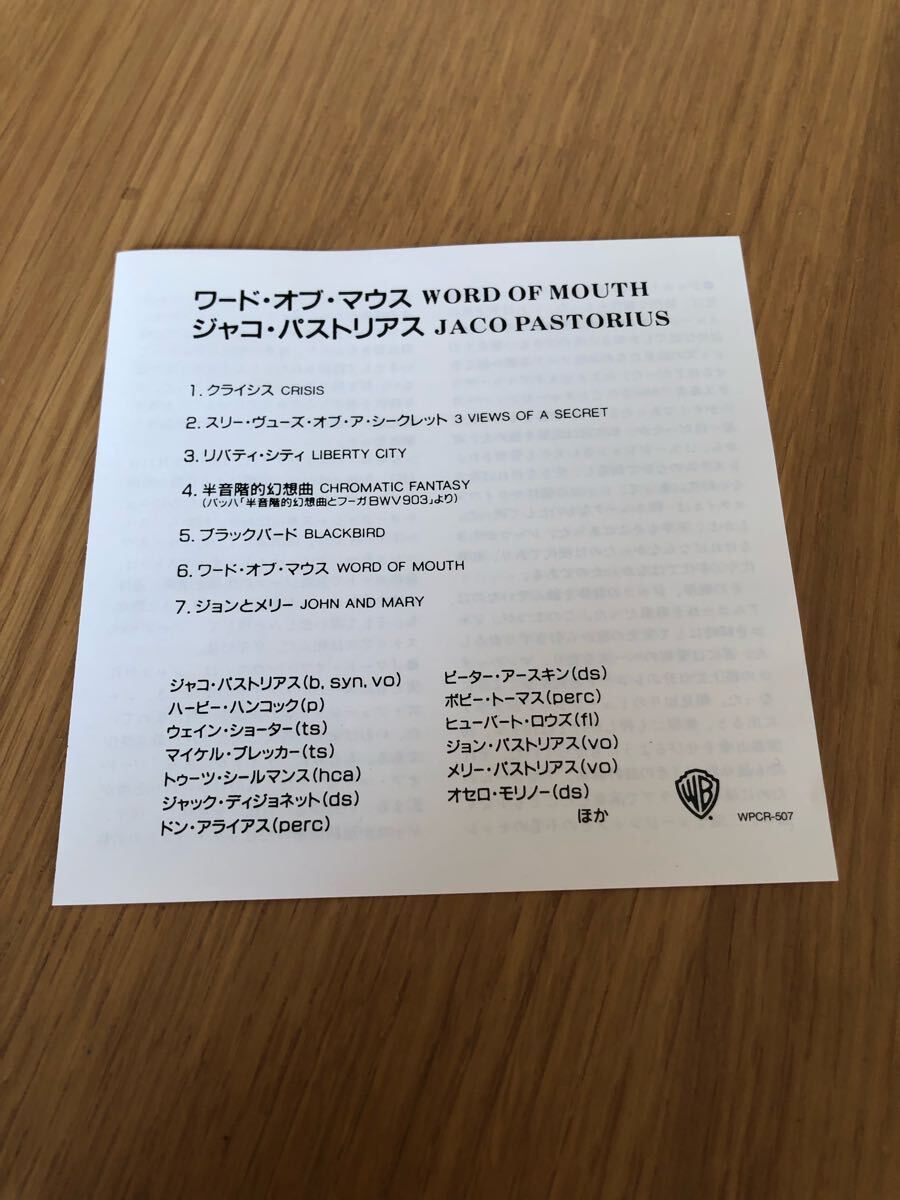 ワード・オブ・マウス WORD OF MOUTH
ジャコ・パストリアス JACO PASTORIUS
1. クライシス CRISIS
2. スリー・ヴューズ・オブ・ア・シークレット 3 VIEWS OF A SECRET
3. リバティ・シティ LIBERTY CITY
4. 半音階的幻想曲 CHROMATIC FANTASY
(バッハ「半音階的幻想曲とフーガBWV903」より)
5. ブラックバード BLACKBIRD
6. ワード・オブ・マウス WORD OF MOUTH
7. ジョンとメリー JOHN AND MARY
ジャコ・パストリアス(b, syn, vo)
ハービー・ハンコック(p)
ウェイン・ショーター(ts)
マイケル・ブレッカー(ts)
トゥーツ・シールマンス(hca)
ジャック・ディジョネット(ds)
ドン・アライアス(perc)
ピーター・アースキン(ds)
ボビー・トーマス(perc)
ヒューバート・ロウズ(fl)
ジョン・パストリアス(vo)
メリー・パストリアス(vo)
オセロ・モリノー(ds)
ほか
WB
WPCR-507